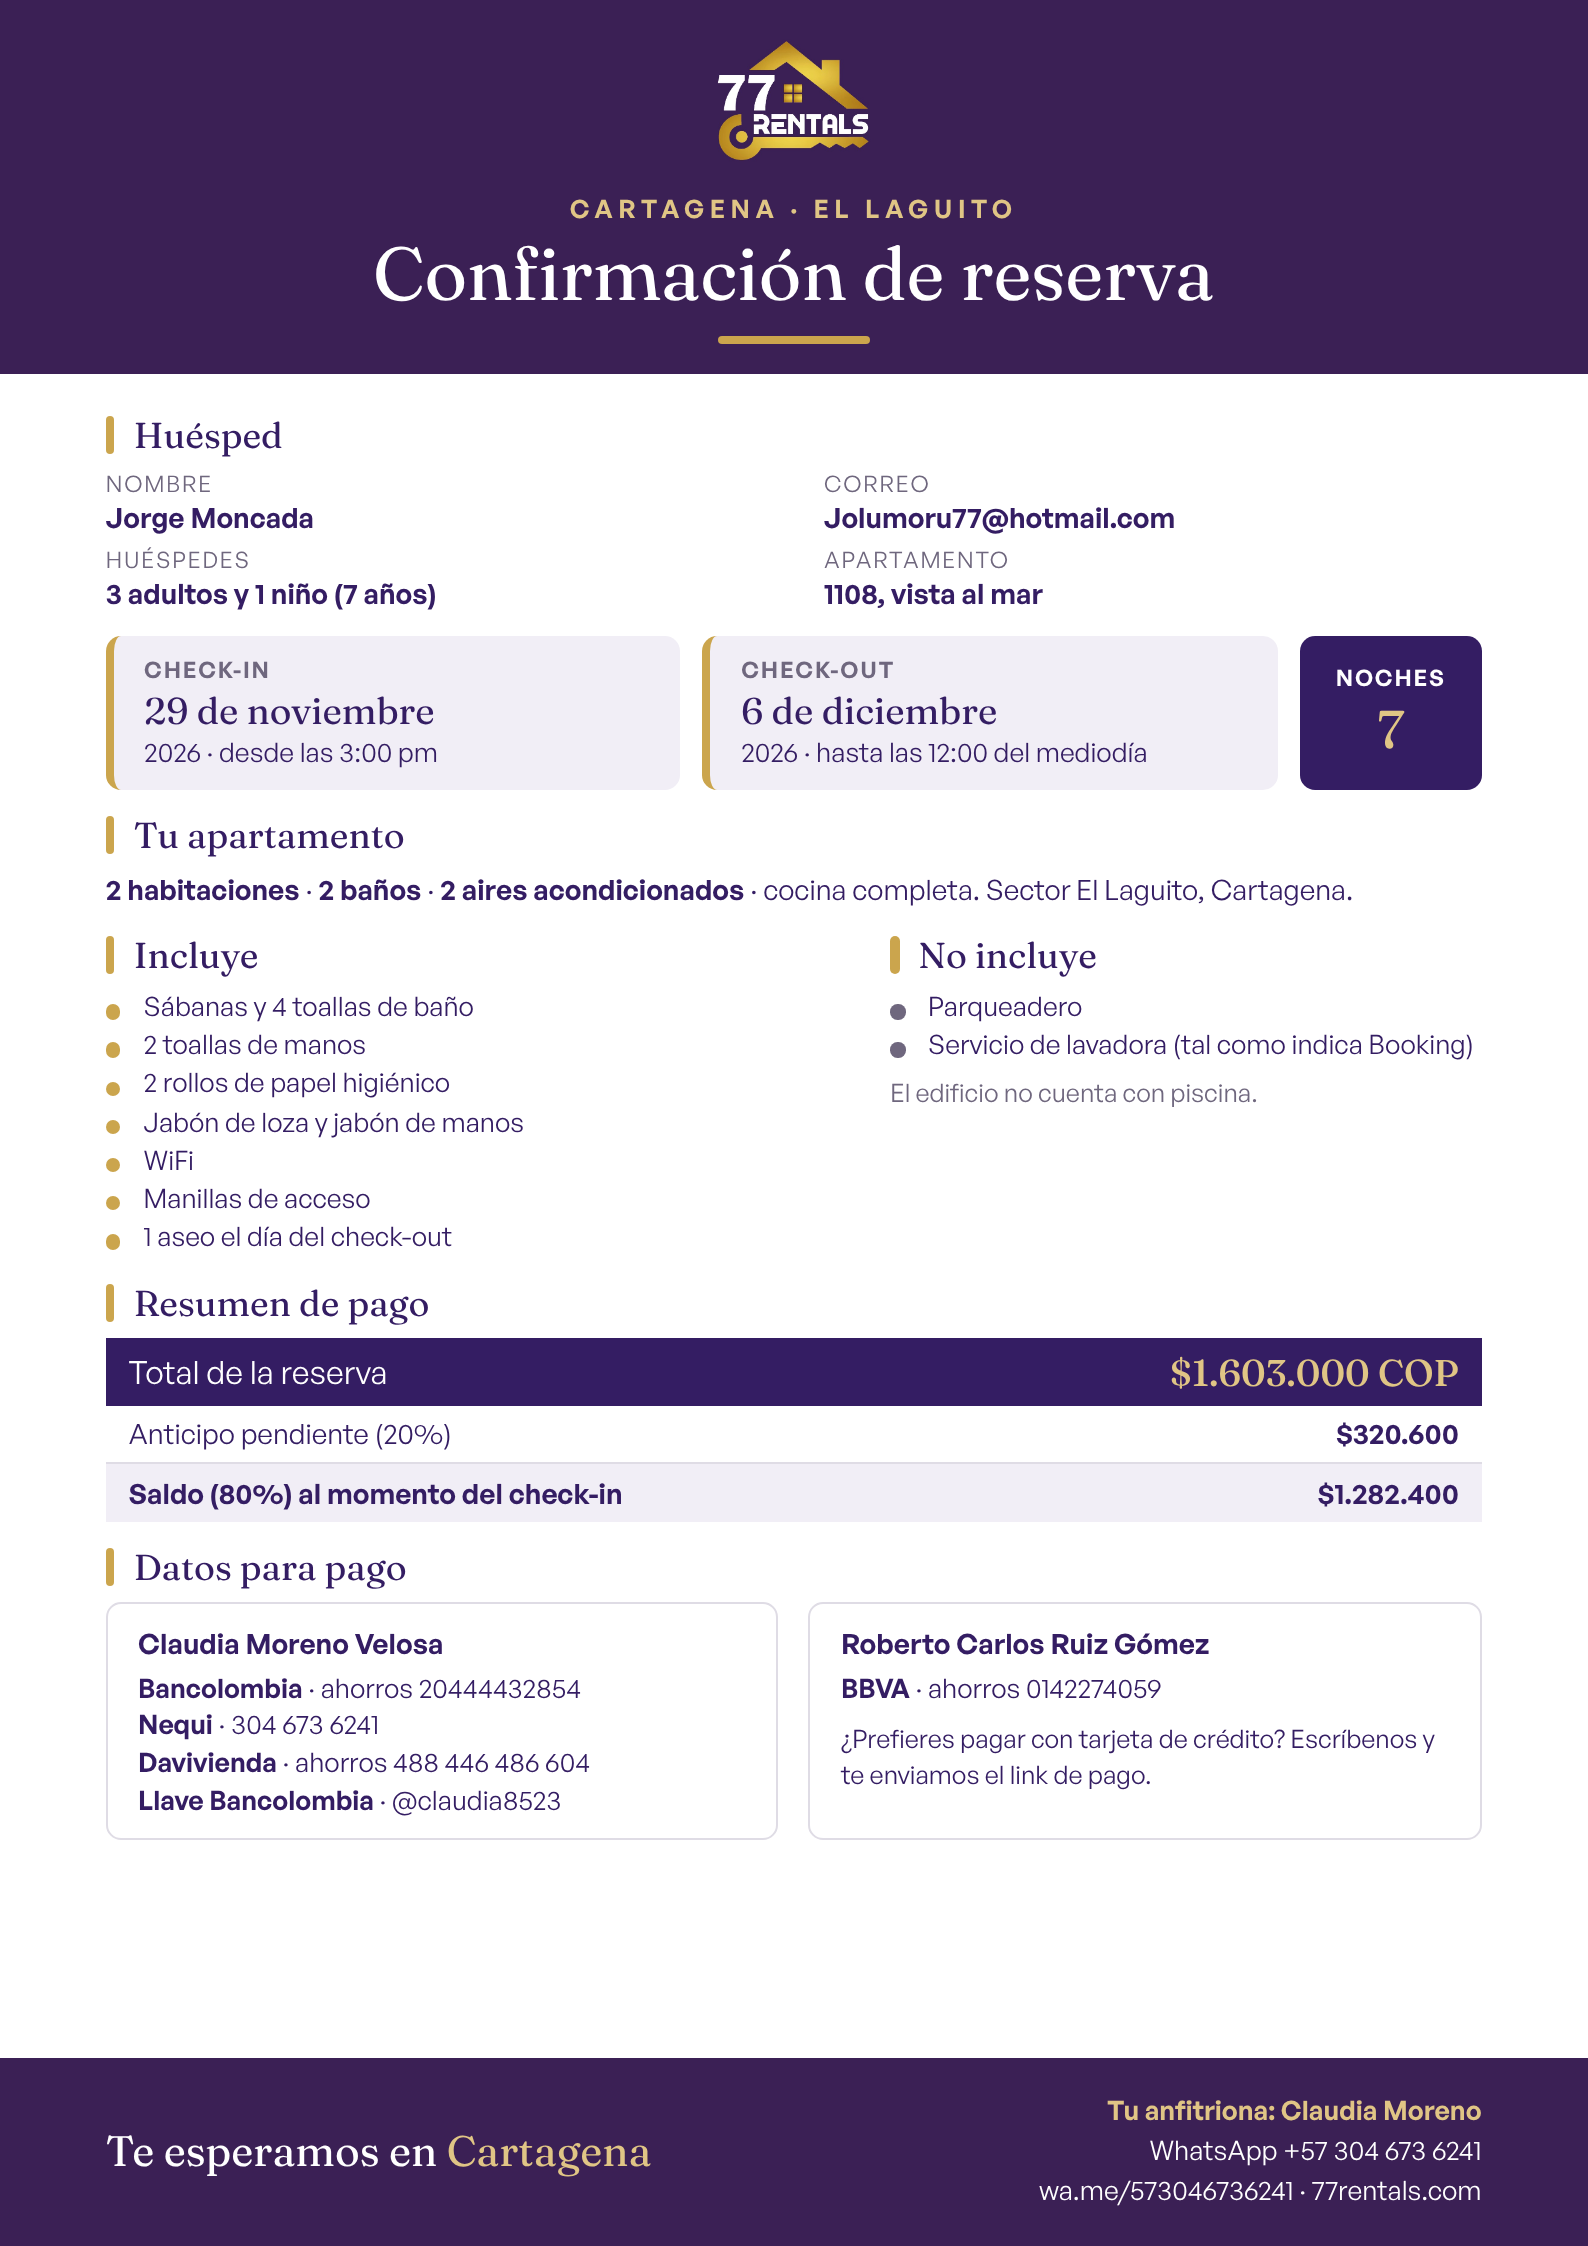 77
RENTALS
CARTAGENA · EL LAGUITO
Confirmación de reserva
Huésped
NOMBRE
Jorge Moncada
CORREO
Jolumoru77@hotmail.com
HUÉSPEDES
3 adultos y 1 niño (7 años)
APARTAMENTO
1108, vista al mar
CHECK-IN
29 de noviembre
2026 · desde las 3:00 pm
CHECK-OUT
6 de diciembre
2026 · hasta las 12:00 del mediodía
NOCHES
7
Tu apartamento
2 habitaciones · 2 baños · 2 aires acondicionados · cocina completa. Sector El Laguito, Cartagena.
Incluye
Sábanas y 4 toallas de baño
2 toallas de manos
2 rollos de papel higiénico
Jabón de loza y jabón de manos
WiFi
Manillas de acceso
1 aseo el día del check-out
No incluye
Parqueadero
Servicio de lavadora (tal como indica Booking)
El edificio no cuenta con piscina.
Resumen de pago
Total de la reserva $1.603.000 COP
Anticipo pendiente (20%) $320.600
Saldo (80%) al momento del check-in $1.282.400
Datos para pago
Claudia Moreno Velosa
Bancolombia · ahorros 20444432854
Nequi · 304 673 6241
Davivienda · ahorros 488 446 486 604
Llave Bancolombia · @claudia8523
Roberto Carlos Ruiz Gómez
BBVA · ahorros 0142274059
¿Prefieres pagar con tarjeta de crédito? Escríbenos y
te enviamos el link de pago.
Te esperamos en Cartagena
Tu anfitriona: Claudia Moreno
WhatsApp +57 304 673 6241
wa.me/573046736241 · 77rentals.com